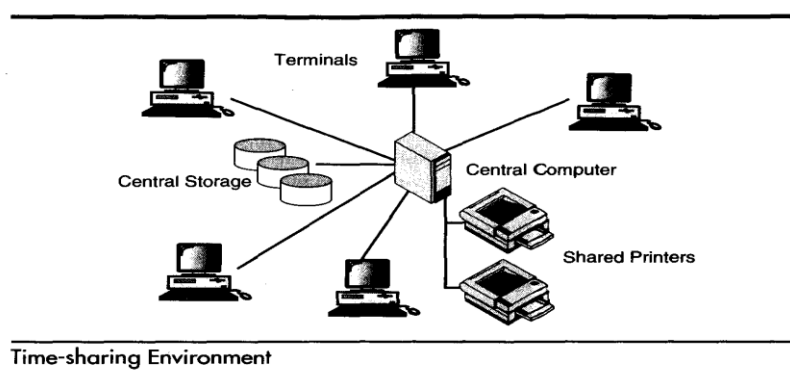 Terminals
Central Storage
Central Computer
Shared Printers
Time-sharing Environment